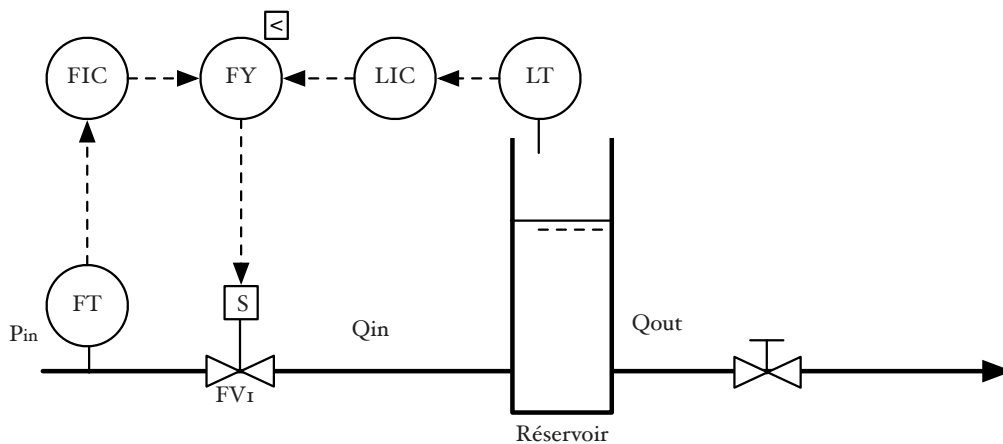 <
FIC
FY
LIC
LT
FT
S
Pin
Qin
Qout
FV1
Réservoir